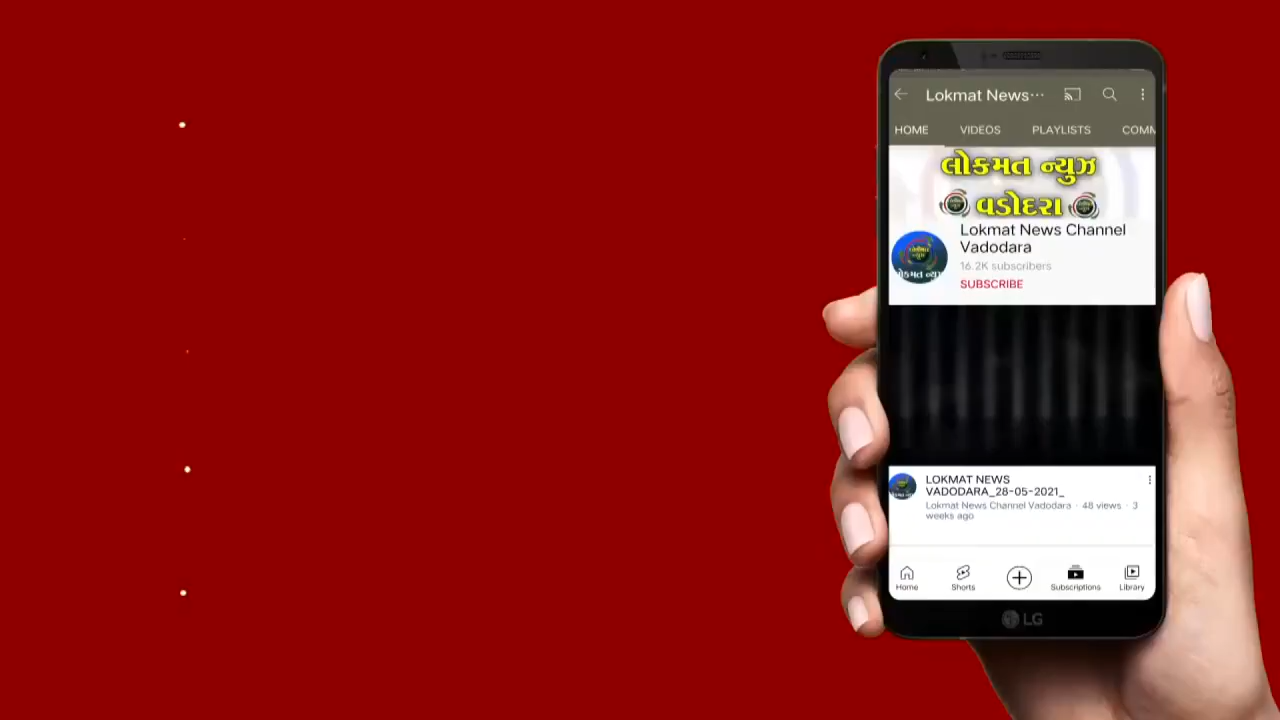 Lokmat News...
HOME VIDEOS PLAYLISTS COMM
લોકમત ન્યુઝ
વડોદરા
Lokmat News Channel
Vadodara
16.2K subscribers
SUBSCRIBE
LOKMAT NEWS
VADODARA_28-05-2021_
Lokmat News Channel Vadodara · 48 views · 3
weeks ago
Home Shorts Subscriptions Library
LG